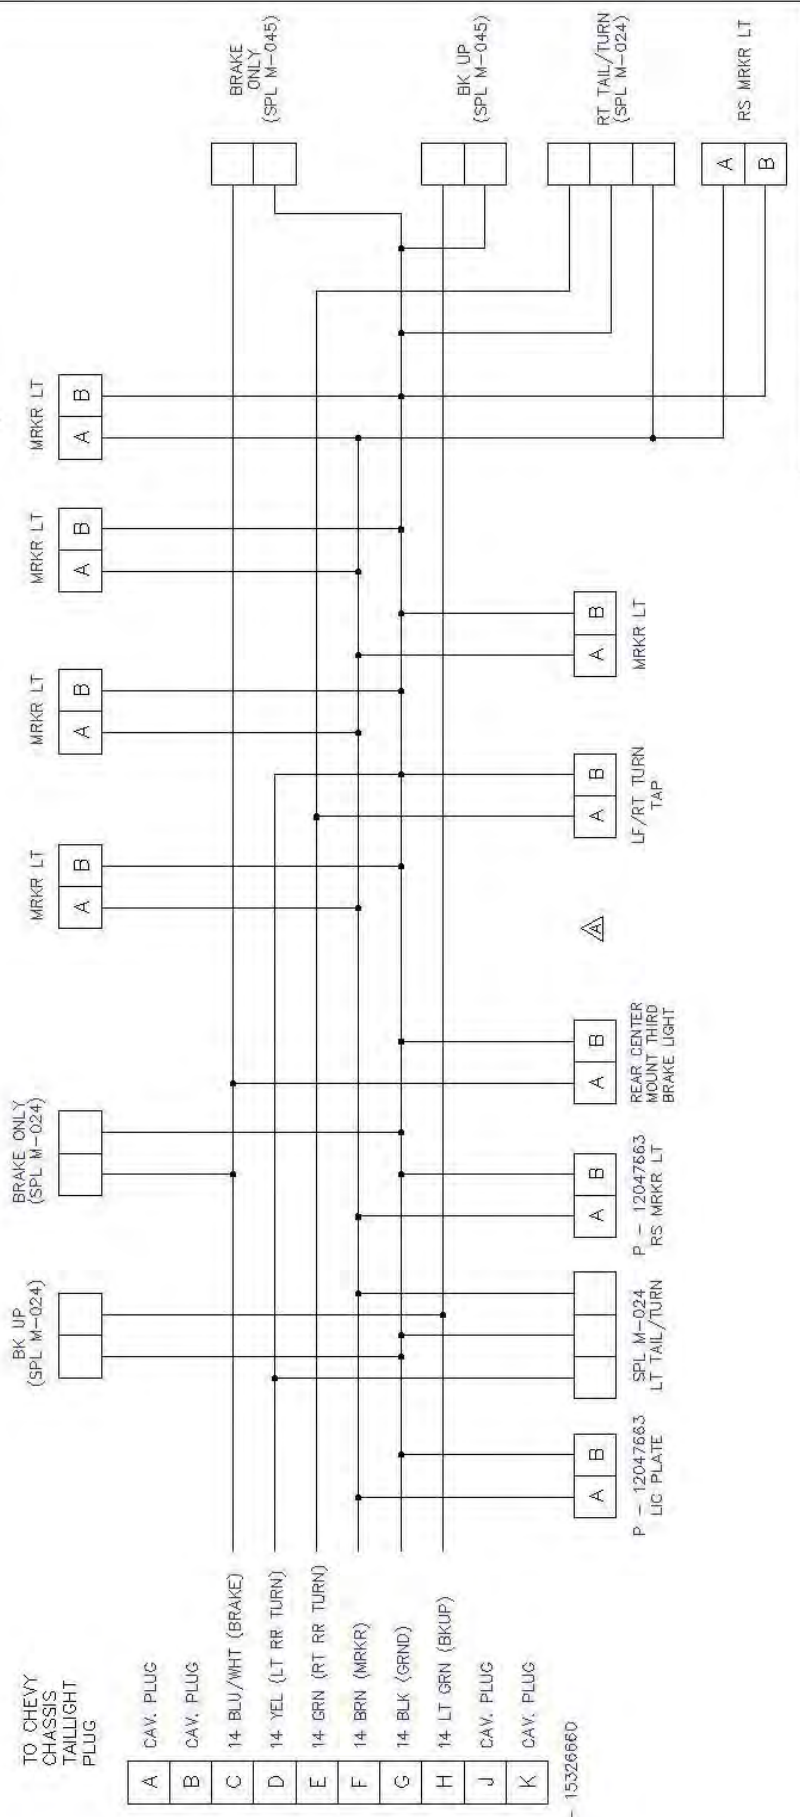 BRAKE
ONLY
(SPL M-045)
BK UP
(SPL M-045)
RT TAIL/TURN
(SPL M-024)
RS MRKR LT
A
B
MRKR LT
A B
MRKR LT
A B
MRKR LT
A B
MRKR LT
A B
A B
MRKR LT
A B
LF/RT TURN
TAP
A
BRAKE ONLY
(SPL M-024)
BK UP
(SPL M-024)
A B
REAR CENTER
MOUNT THIRD
BRAKE LIGHT
A B
P - 12047663
RS MRKR LT
SPL M-024
LT TAIL/TURN
A B
P - 12047663
LIC PLATE
TO CHEVY
CHASSIS
TAILLIGHT
PLUG
A CAV. PLUG
B CAV. PLUG
C 14 BLU/WHT (BRAKE)
D 14 YEL (LT RR TURN)
E 14 GRN (RT RR TURN)
F 14 BRN (MRKR)
G 14 BLK (GRND)
H 14 LT GRN (BKUP)
J CAV. PLUG
K CAV. PLUG
- 15326660